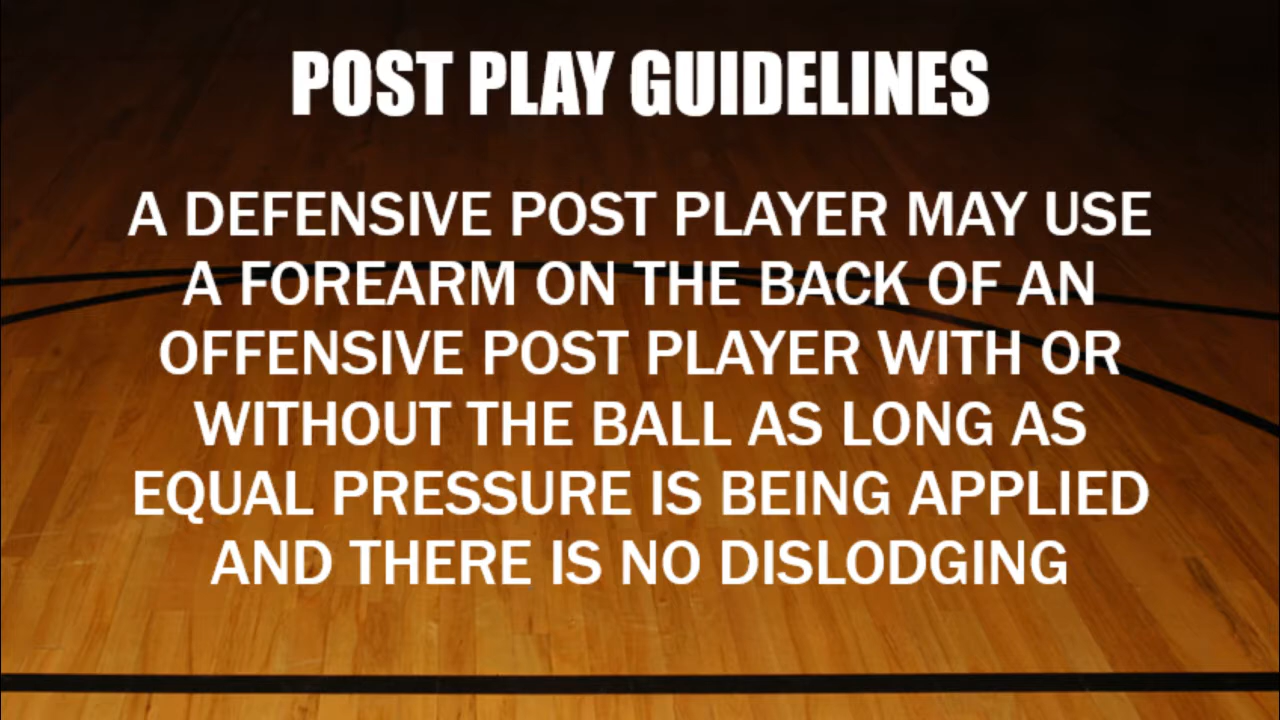 POST PLAY GUIDELINES
A DEFENSIVE POST PLAYER MAY USE
A FOREARM ON THE BACK OF AN
OFFENSIVE POST PLAYER WITH OR
WITHOUT THE BALL AS LONG AS
EQUAL PRESSURE IS BEING APPLIED
AND THERE IS NO DISLODGING